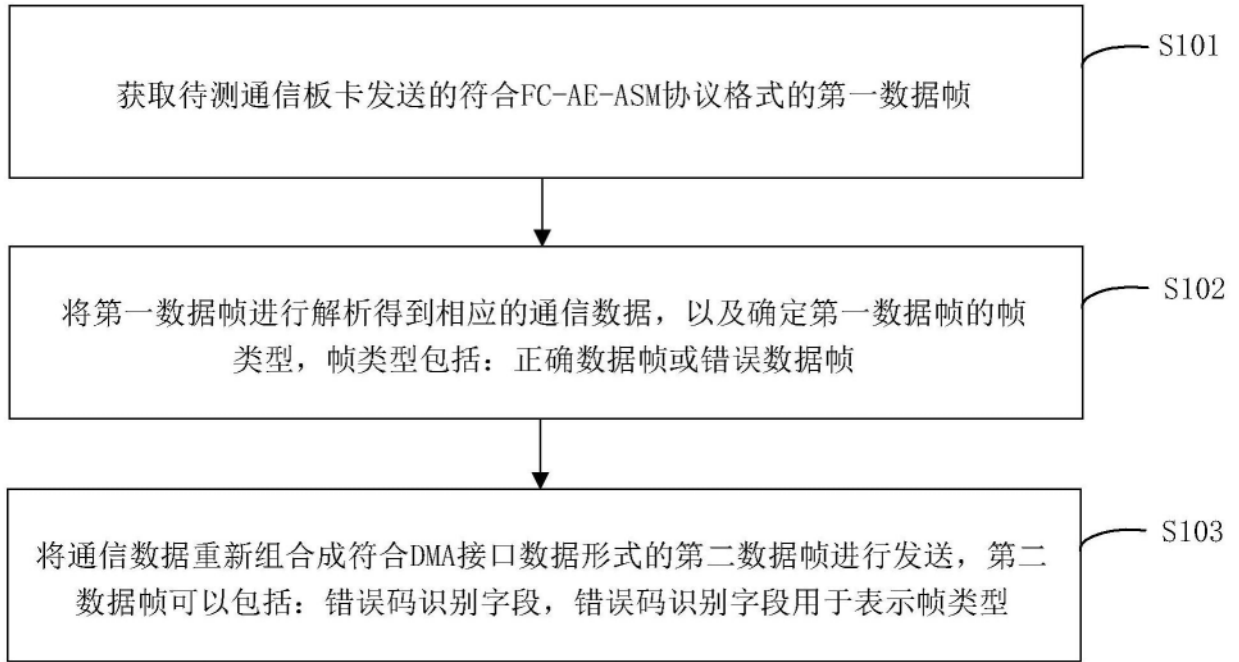 获取待测通信板卡发送的符合FC-AE-ASM协议格式的第一数据帧
S101
将第一数据帧进行解析得到相应的通信数据，以及确定第一数据帧的帧
类型，帧类型包括：正确数据帧或错误数据帧
S102
将通信数据重新组合成符合DMA接口数据形式的第二数据帧进行发送，第二
数据帧可以包括：错误码识别字段，错误码识别字段用于表示帧类型
S103